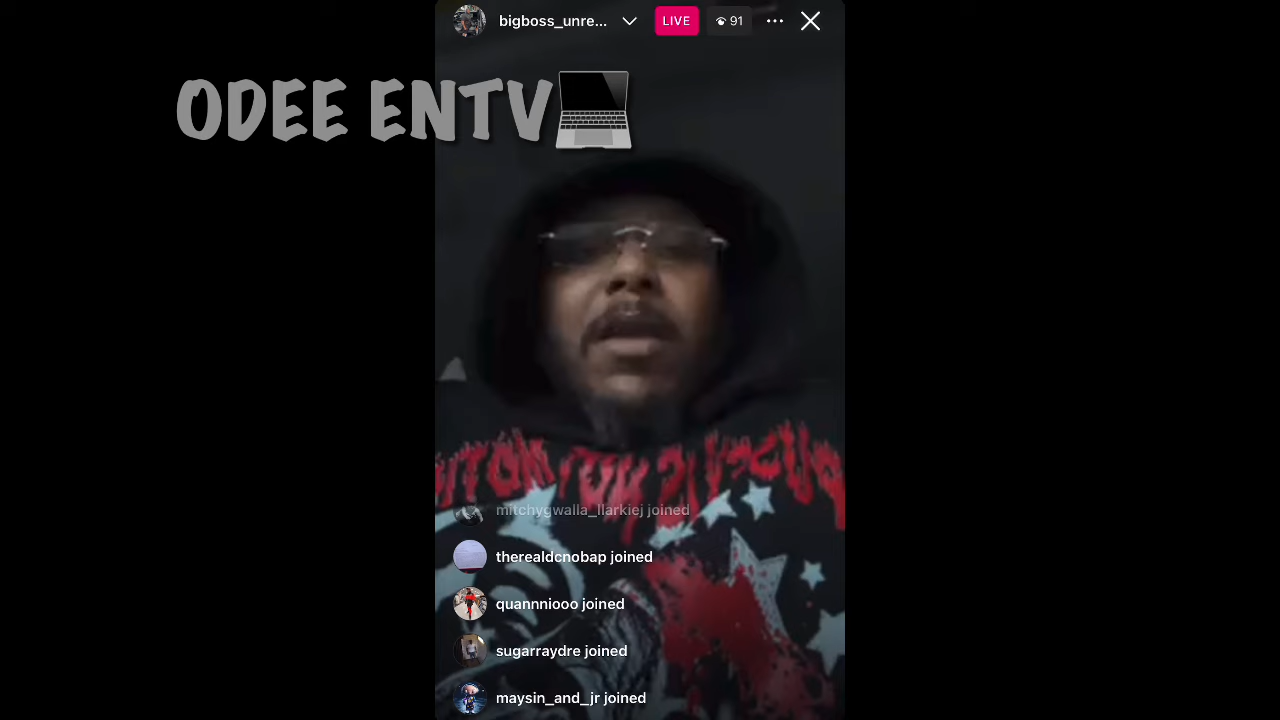 bigboss_unre...
LIVE
91
ODEE ENTV
mitchygwalla_llarkiej joined
therealdcnobap joined
quannniooo joined
sugarraydre joined
maysin_and_jr joined